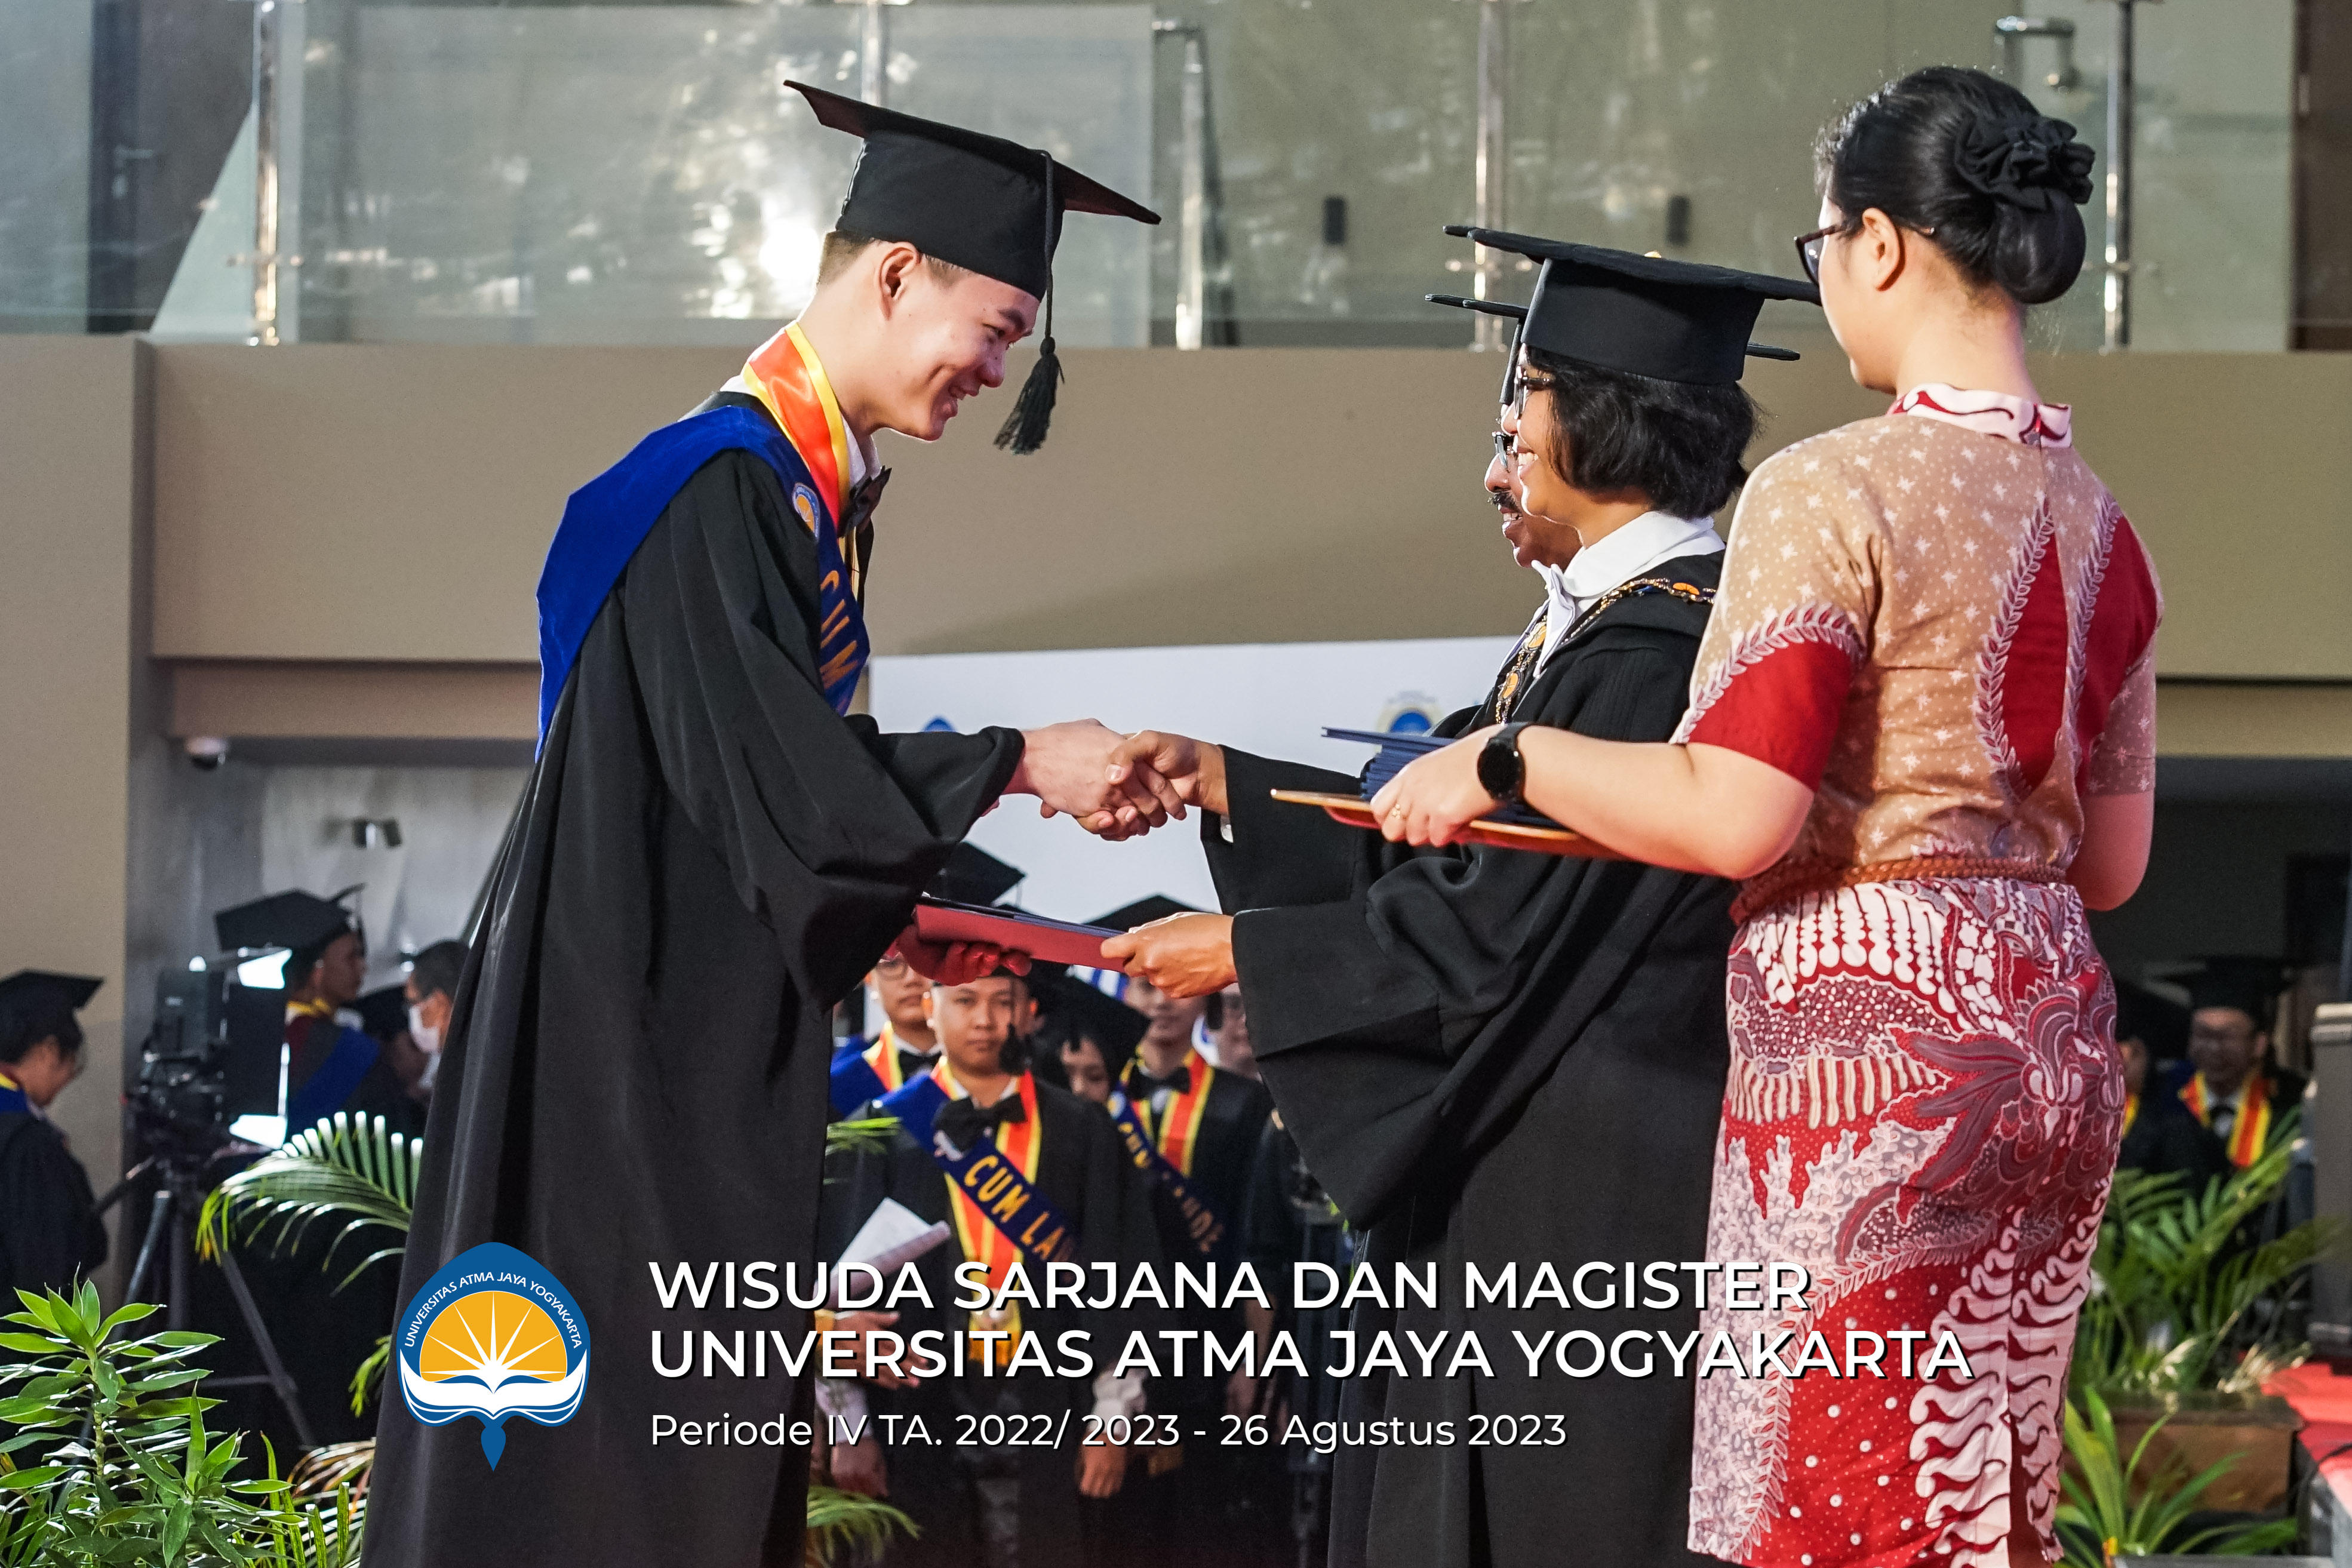 CUM
CUM LAU
UNIVERSITAS ATMA JAYA YOGYAKARTA
WISUDA SARJANA DAN MAGISTER
UNIVERSITAS ATMA JAYA YOGYAKARTA
Periode IV TA. 2022/ 2023 - 26 Agustus 2023